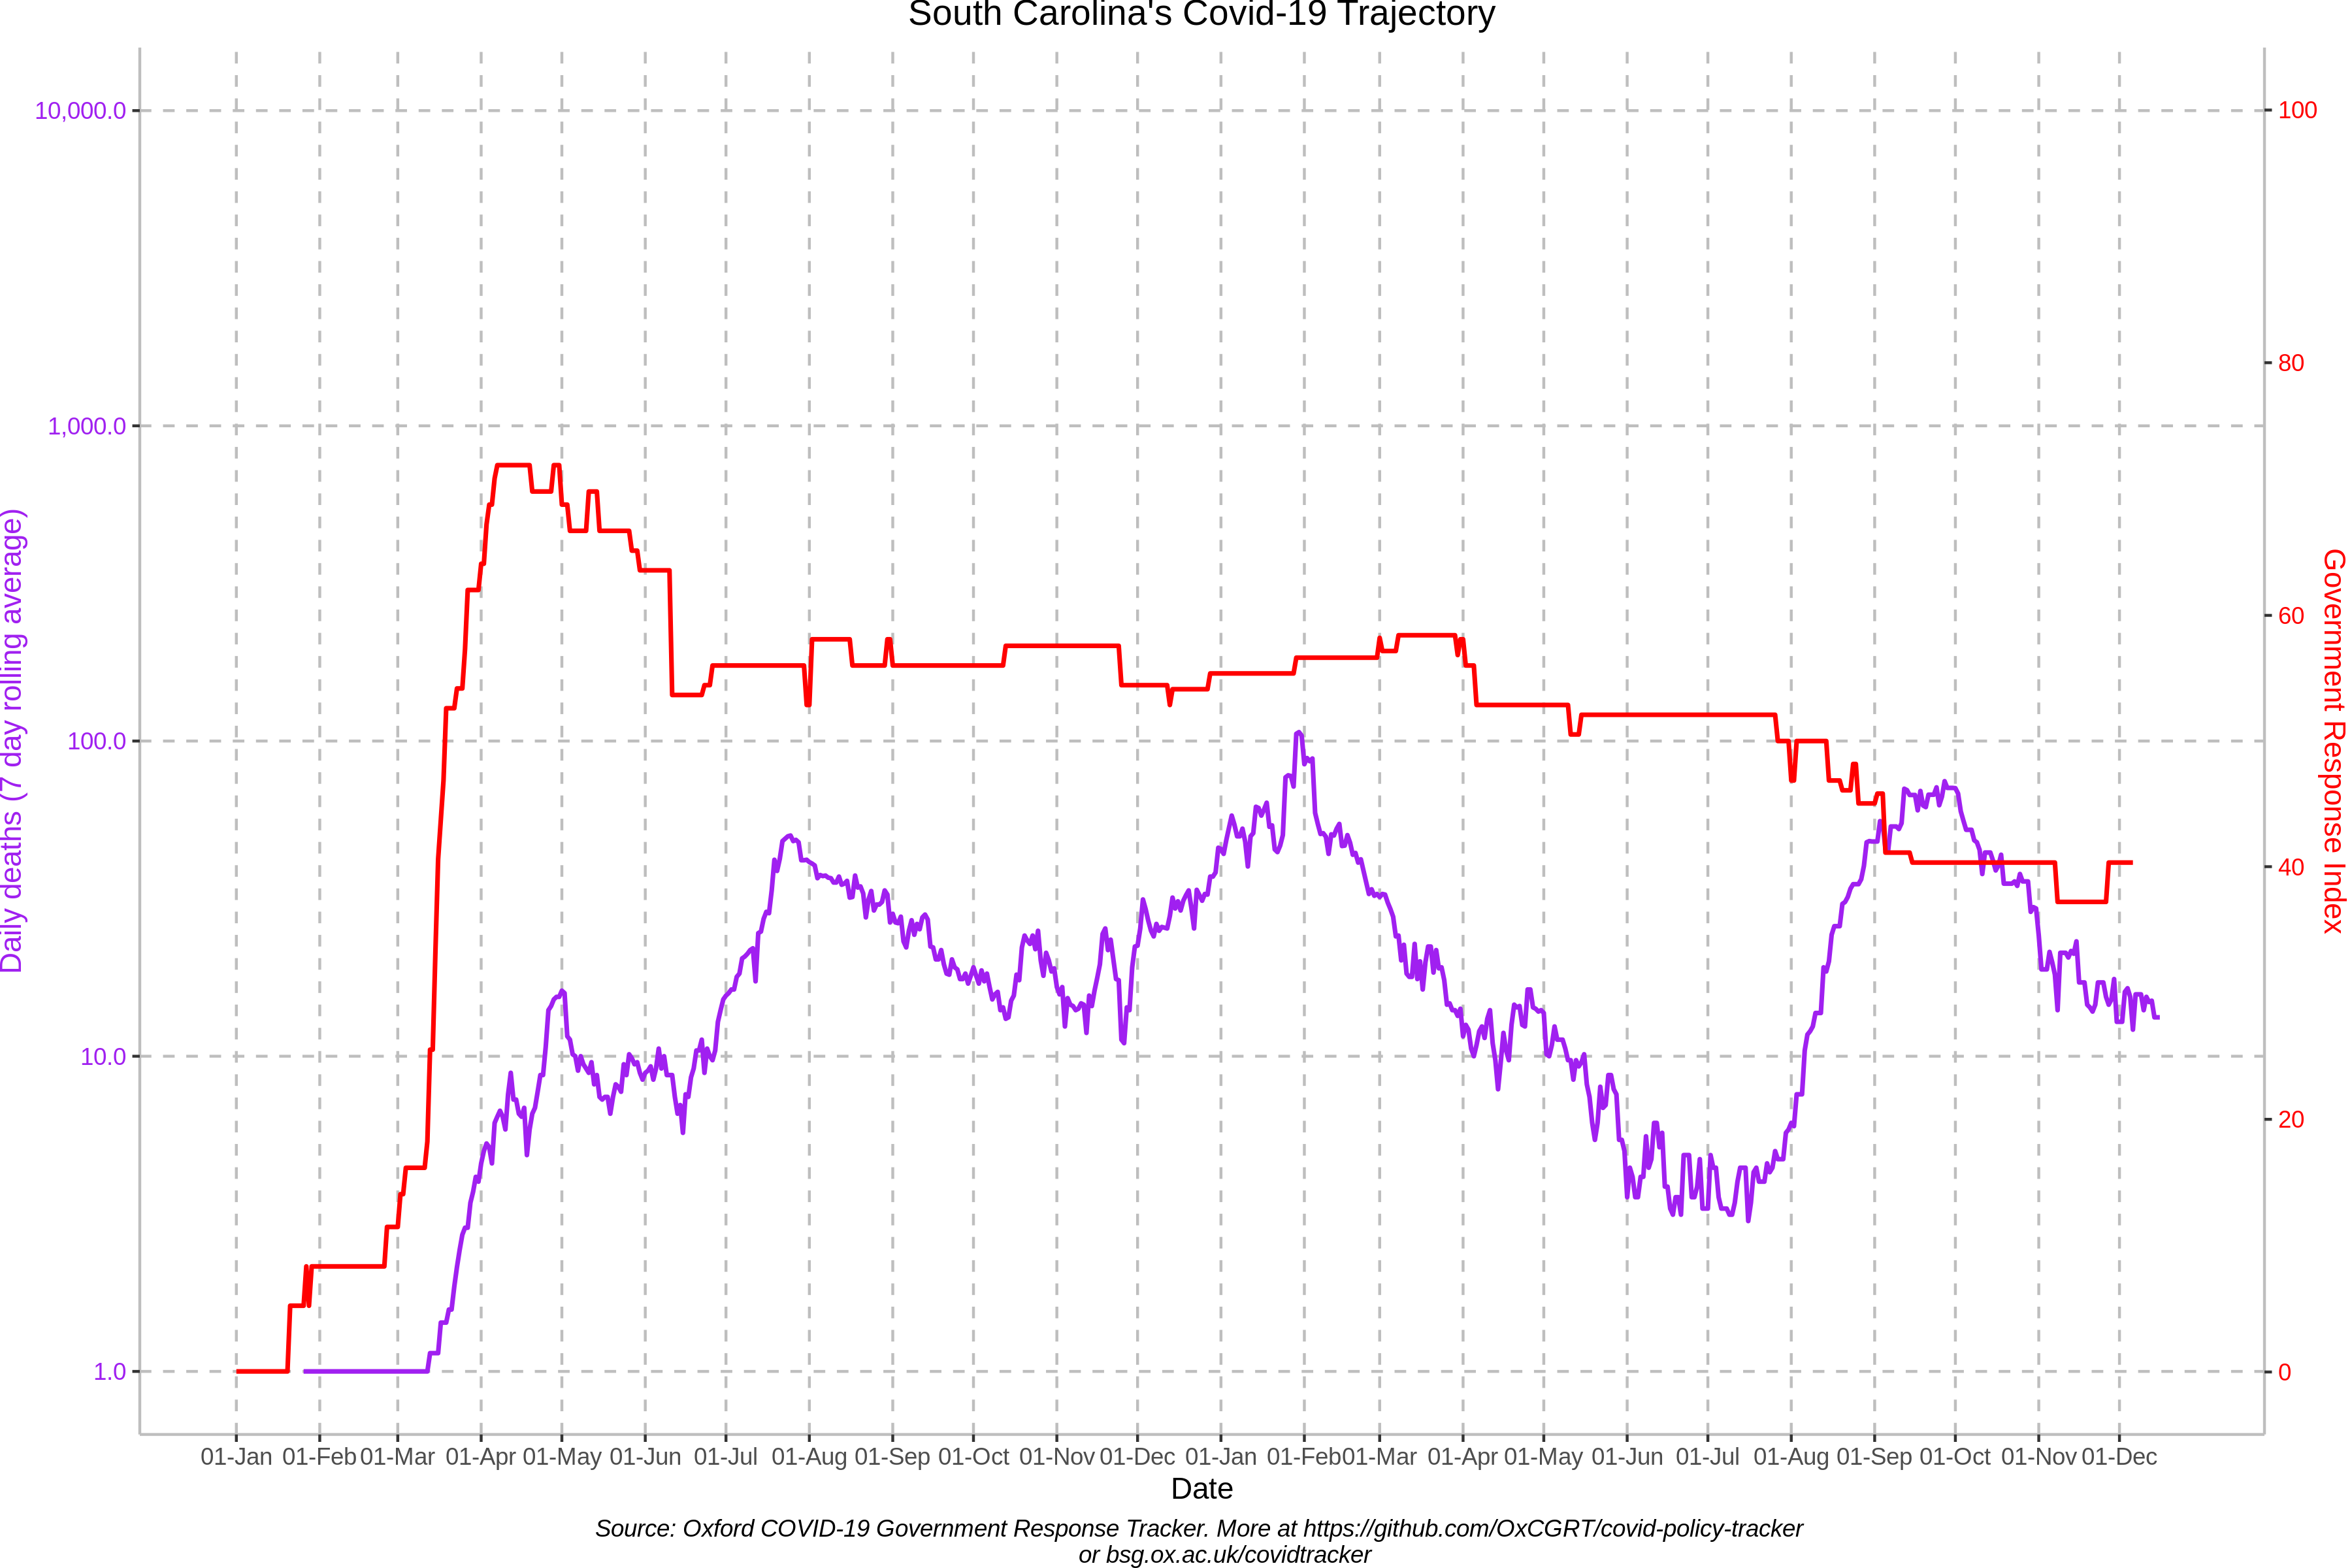 South Carolina's Covid-19 Trajectory
10,000.0
1,000.0
100.0
10.0
1.0
Daily deaths (7 day rolling average)
100
80
60
40
20
0
Government Response Index
01-Jan 01-Feb 01-Mar 01-Apr 01-May 01-Jun 01-Jul 01-Aug 01-Sep 01-Oct 01-Nov 01-Dec 01-Jan 01-Feb 01-Mar 01-Apr 01-May 01-Jun 01-Jul 01-Aug 01-Sep 01-Oct 01-Nov 01-Dec
Date
Source: Oxford COVID-19 Government Response Tracker. More at https://github.com/OxCGRT/covid-policy-tracker
or bsg.ox.ac.uk/covidtracker